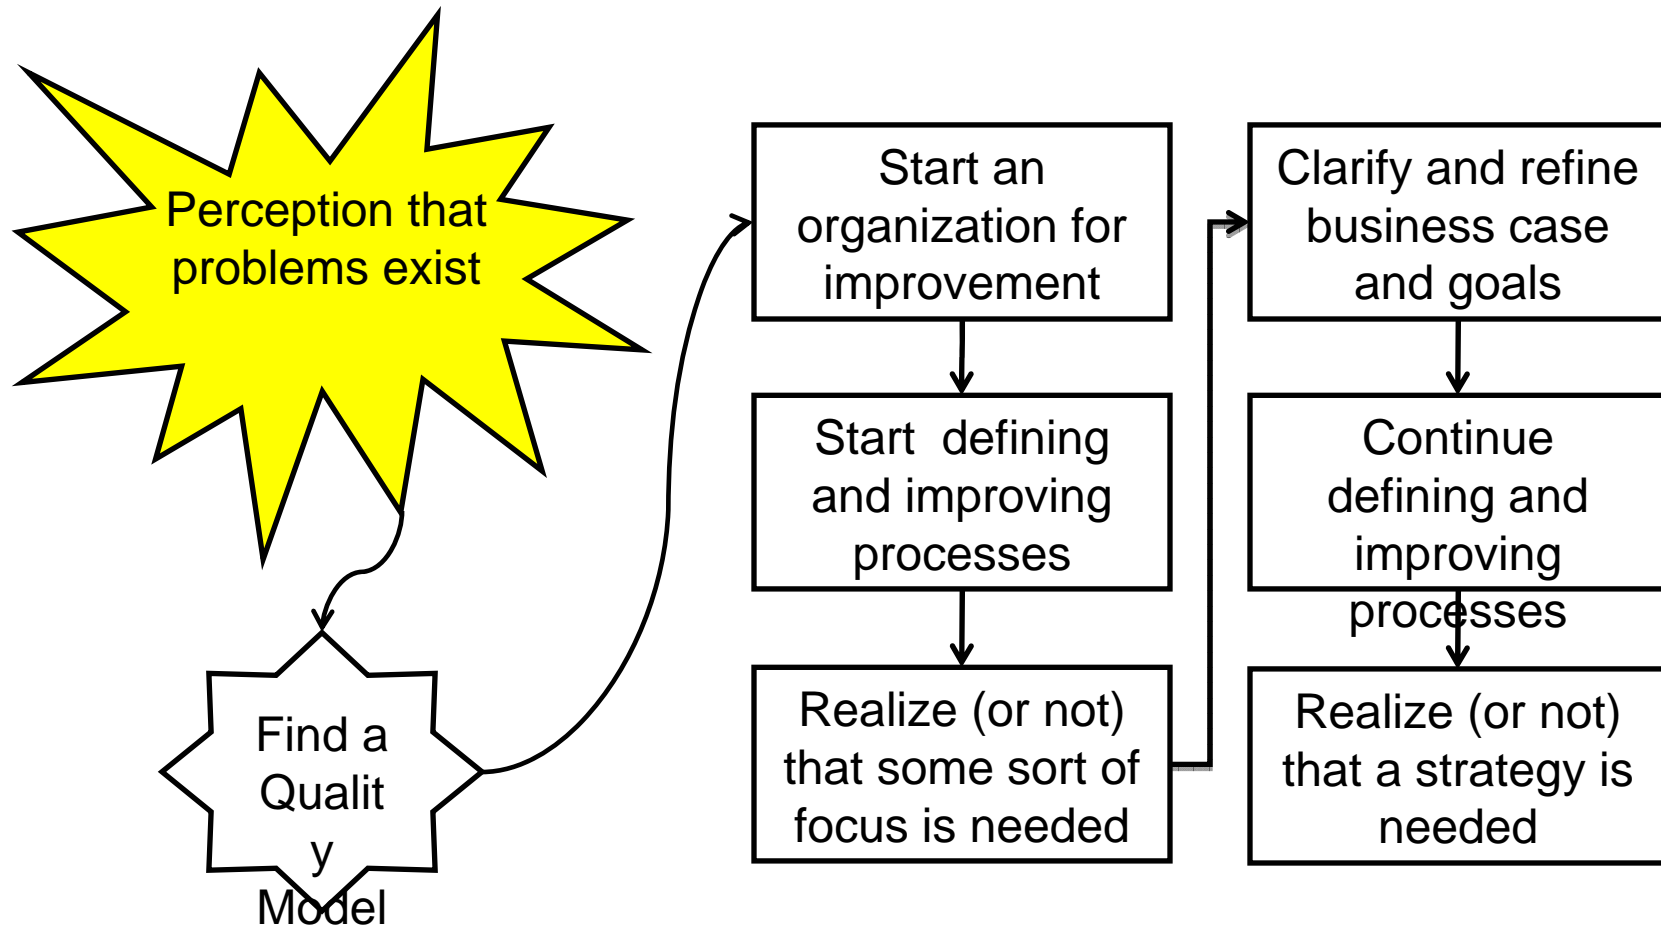 Perception that
problems exist
Find a
Qualit
y
Model
Start an
organization for
improvement
Start  defining
and improving
processes
Realize (or not)
that some sort of
focus is needed
Clarify and refine
business case
and goals
Continue
defining and
improving
processes
Realize (or not)
that a strategy is
needed